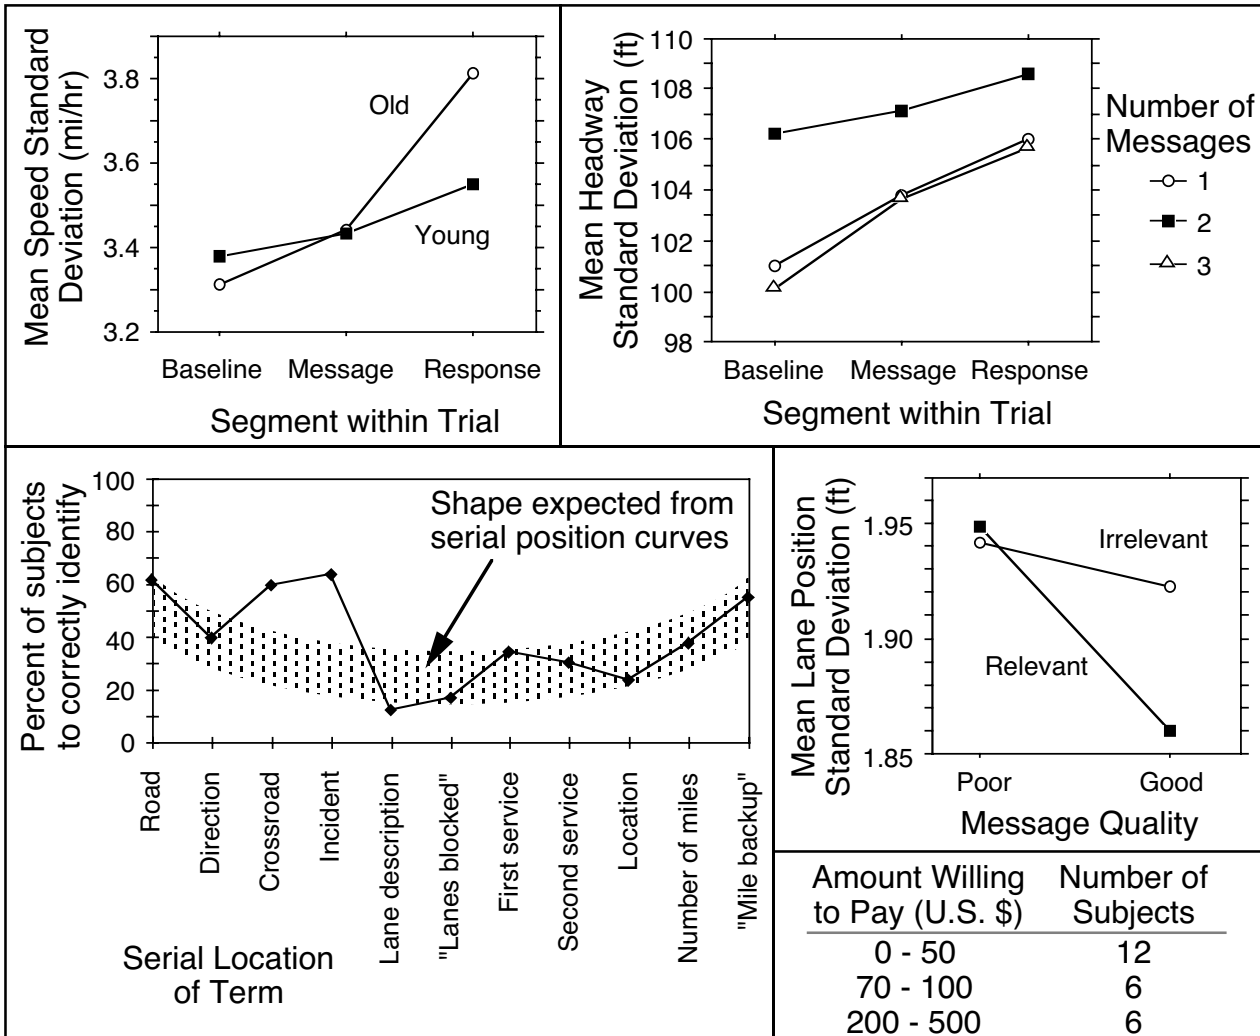 Mean Speed Standard
Deviation (mi/hr)
3.8
3.6
3.4
3.2
Old
Young
Baseline Message Response
Segment within Trial
Mean Headway
Standard Deviation (ft)
110
108
106
104
102
100
98
Baseline Message Response
Segment within Trial
Number of
Messages
1
2
3
Percent of subjects
to correctly identify
100
80
60
40
20
0
Shape expected from
serial position curves
Road
Direction
Crossroad
Incident
Lane description
"Lanes blocked"
First service
Second service
Location
Number of miles
"Mile backup"
Serial Location
of Term
Mean Lane Position
Standard Deviation (ft)
1.95
1.90
1.85
Irrelevant
Relevant
Poor Good
Message Quality
Amount Willing Number of
to Pay (U.S. $) Subjects
0 - 50 12
70 - 100 6
200 - 500 6